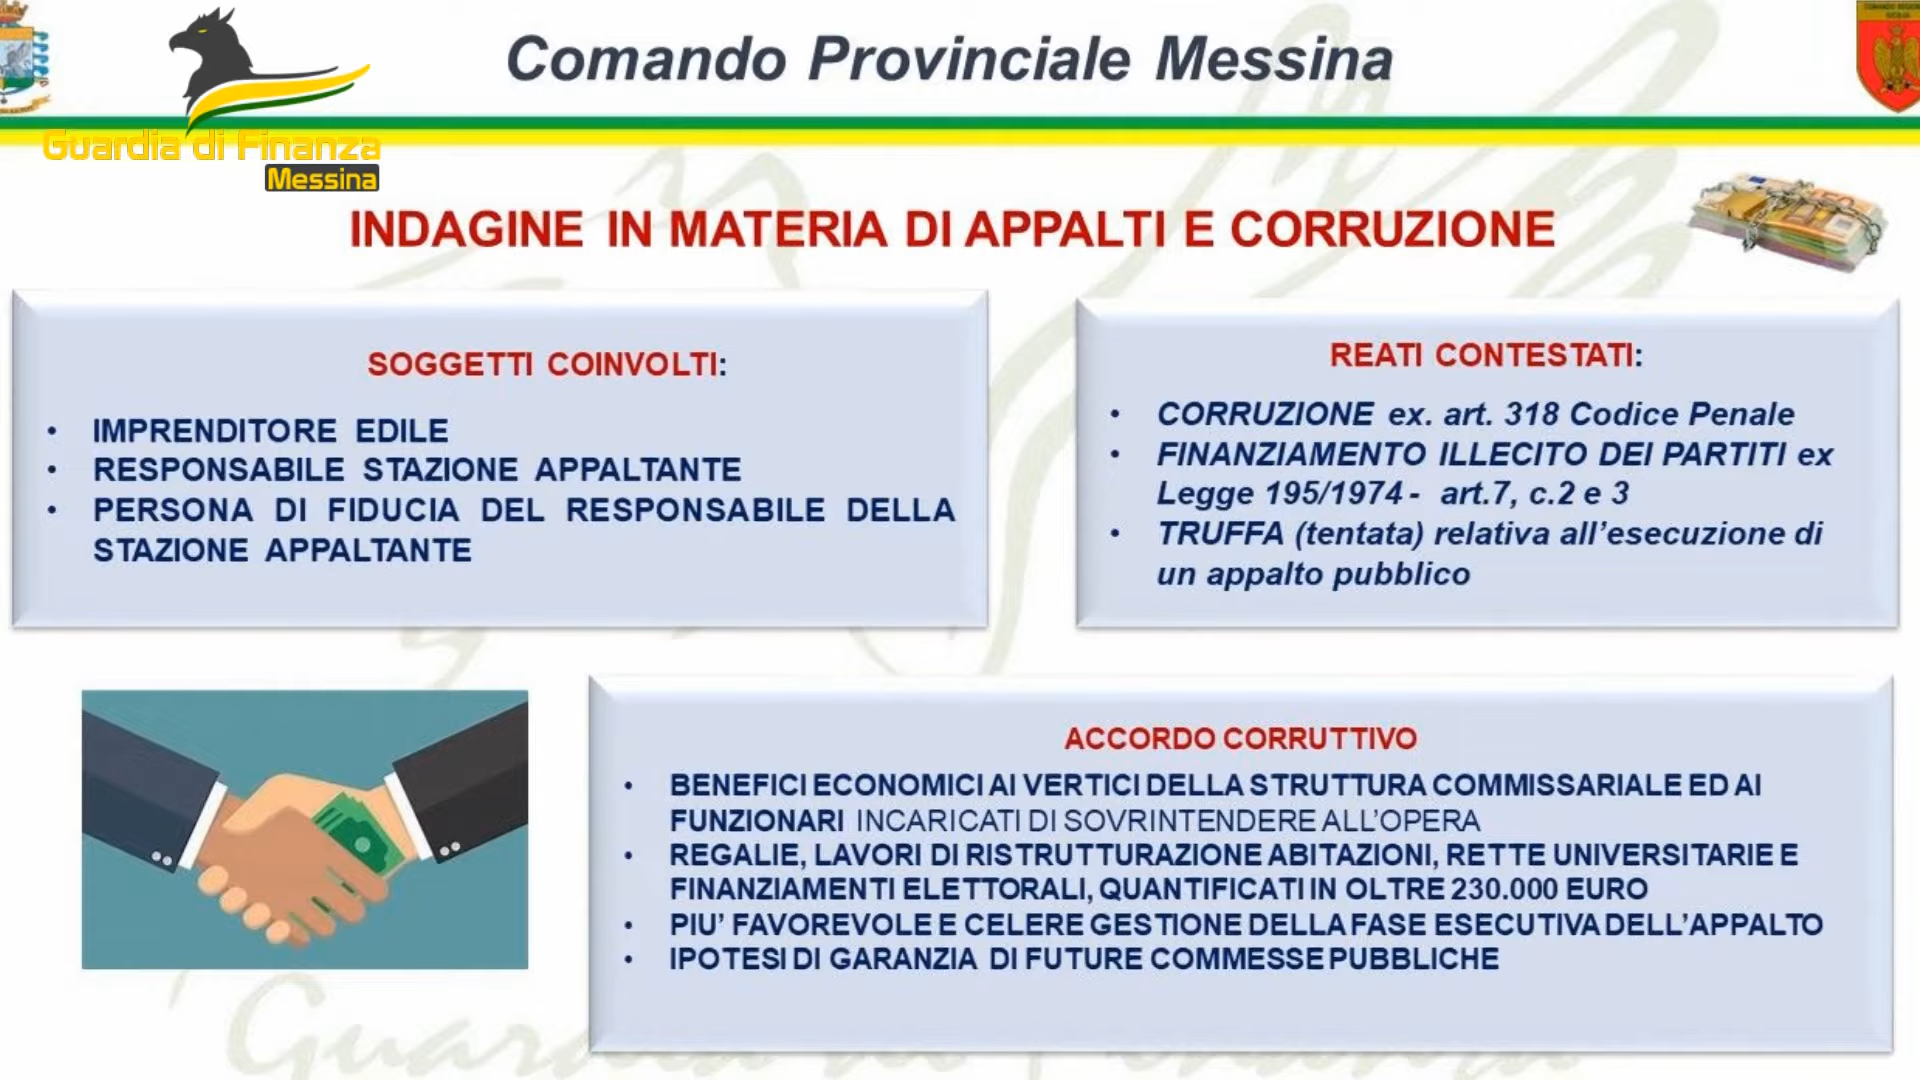 Comando Provinciale Messina
Guardia di Finanza
Messina
INDAGINE IN MATERIA DI APPALTI E CORRUZIONE
SOGGETTI COINVOLTI:
• IMPRENDITORE EDILE
• RESPONSABILE STAZIONE APPALTANTE
• PERSONA DI FIDUCIA DEL RESPONSABILE DELLA
STAZIONE APPALTANTE
REATI CONTESTATI:
• CORRUZIONE ex. art. 318 Codice Penale
• FINANZIAMENTO ILLECITO DEI PARTITI ex
Legge 195/1974 - art.7, c.2 e 3
• TRUFFA (tentata) relativa all'esecuzione di
un appalto pubblico
ACCORDO CORRUTTIVO
• BENEFICI ECONOMICI AI VERTICI DELLA STRUTTURA COMMISSARIALE ED AI
FUNZIONARI INCARICATI DI SOVRINTENDERE ALL'OPERA
• REGALIE, LAVORI DI RISTRUTTURAZIONE ABITAZIONI, RETTE UNIVERSITARIE E
FINANZIAMENTI ELETTORALI, QUANTIFICATI IN OLTRE 230.000 EURO
• PIU' FAVOREVOLE E CELERE GESTIONE DELLA FASE ESECUTIVA DELL'APPALTO
• IPOTESI DI GARANZIA DI FUTURE COMMESSE PUBBLICHE